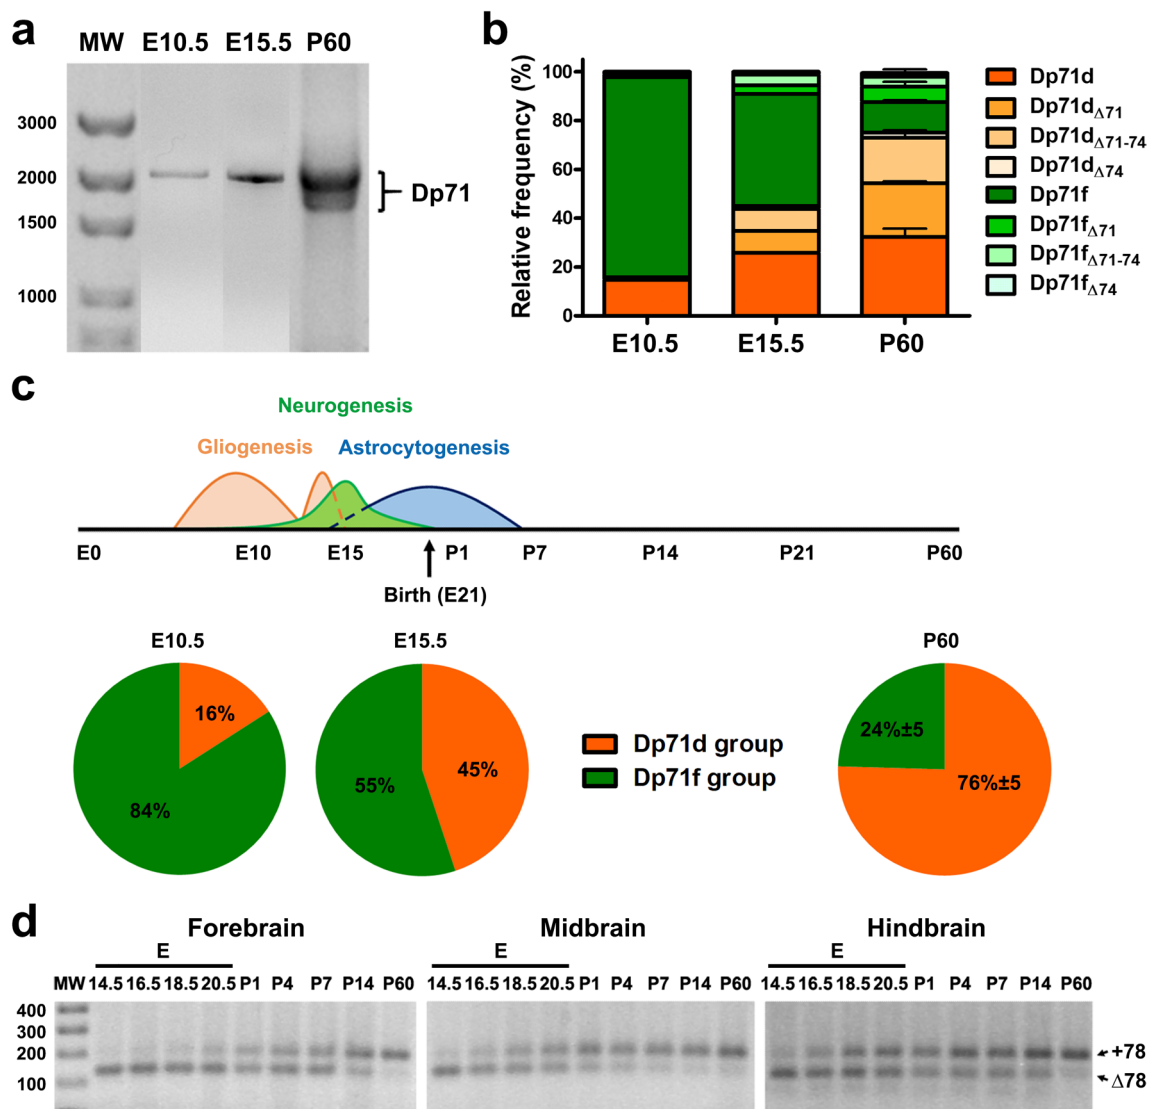 a
MW E10.5 E15.5 P60
3000
2000
1500
1000
Dp71
b
Relative frequency (%)
100
80
60
40
20
0
E10.5 E15.5 P60
Dp71d
Dp71dΔ71
Dp71dΔ71-74
Dp71dΔ74
Dp71f
Dp71fΔ71
Dp71fΔ71-74
Dp71fΔ74
c
Neurogenesis
Gliogenesis Astrocytogenesis
E0 E10 E15 P1 P7 P14 P21 P60
Birth (E21)
E10.5 E15.5 P60
16%
84%
45%
55%
Dp71d group
Dp71f group
24%±5
76%±5
d
Forebrain Midbrain Hindbrain
E E E
MW 14.5 16.5 18.5 20.5 P1 P4 P7 P14 P60 14.5 16.5 18.5 20.5 P1 P4 P7 P14 P60 14.5 16.5 18.5 20.5 P1 P4 P7 P14 P60
400
300
200
100
+78
Δ78